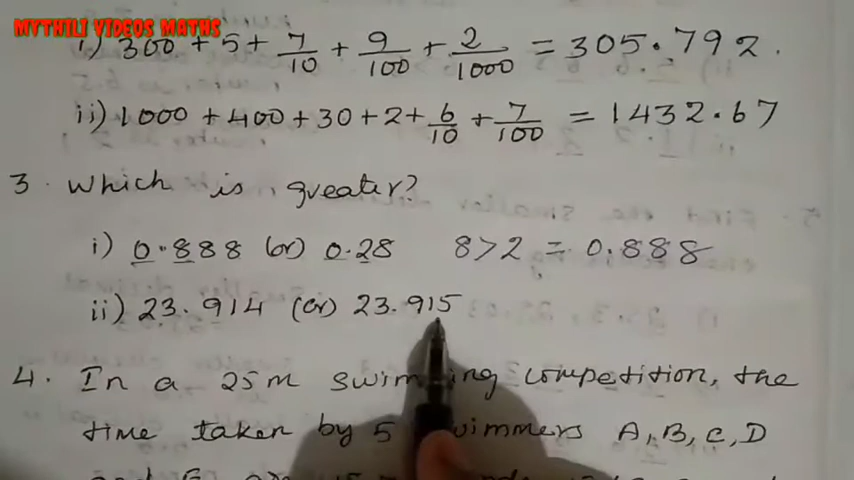 MYTHILI VIDEOS MATHS
i) 300 + 5 + 7/10 + 9/100 + 2/1000 = 305.792.
ii) 1000 + 400 + 30 + 2 + 6/10 + 7/100 = 1432.67
3. Which is greater?
i) 0.888 (or) 0.28 8>2 = 0.888
ii) 23.914 (or) 23.915
4. In a 25m swimming competition, the
time taken by 5 swimmers A, B, C, D